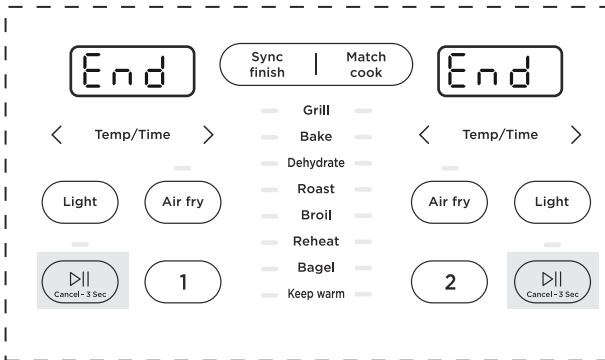 End
Sync finish | Match cook
End
< Temp/Time >
< Temp/Time >
Grill
Bake
Dehydrate
Roast
Broil
Reheat
Bagel
Keep warm
Light
Air fry
Air fry
Light
Cancel - 3 Sec
1
2
Cancel - 3 Sec